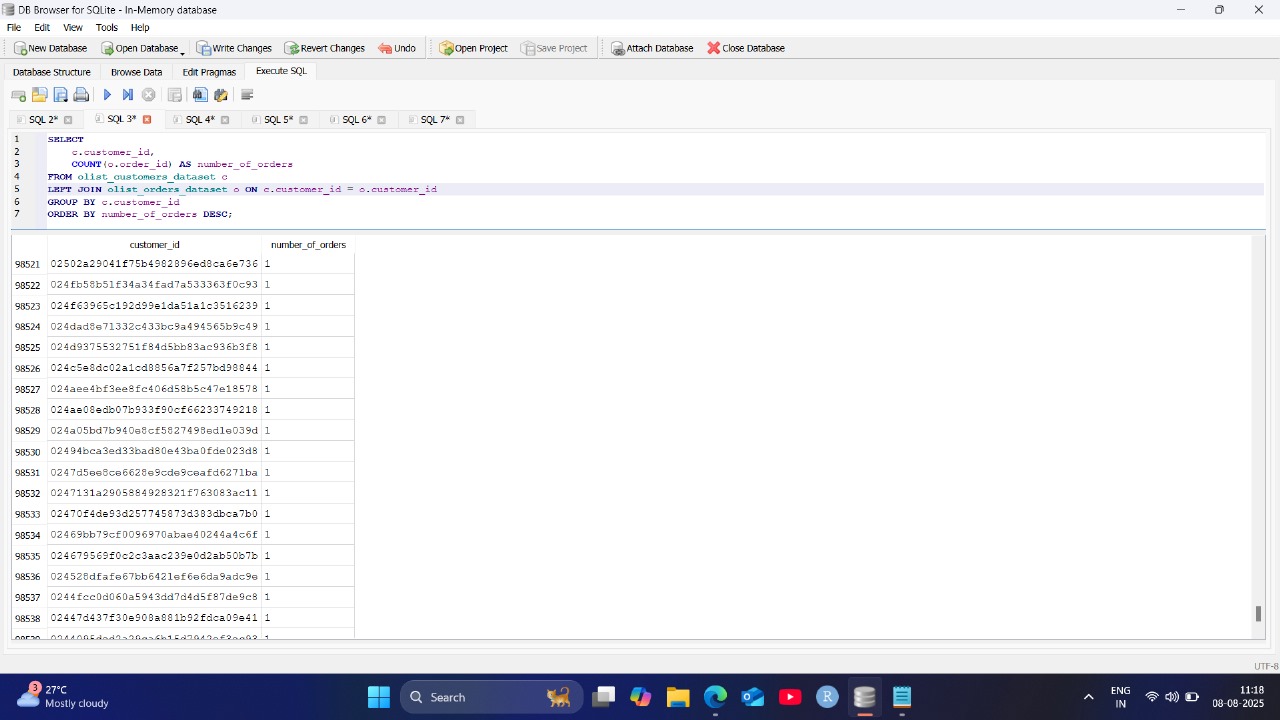 DB Browser for SQLite - In-Memory database
File Edit View Tools Help
New Database Open Database Write Changes Revert Changes Undo Open Project Save Project Attach Database Close Database
Database Structure Browse Data Edit Pragmas Execute SQL
SQL 2* SQL 3* SQL 4* SQL 5* SQL 6* SQL 7*
1 SELECT
2 c.customer_id,
3 COUNT(o.order_id) AS number_of_orders
4 FROM olist_customers_dataset c
5 LEFT JOIN olist_orders_dataset o ON c.customer_id = o.customer_id
6 GROUP BY c.customer_id
7 ORDER BY number_of_orders DESC;
customer_id number_of_orders
98521 02502a29041f75b4982896ed8ca6e736 1
98522 024fb58b51f34a34fad7a533363f0c93 1
98523 024f63965c192d99e1da51a1c3516239 1
98524 024dad8e71332c433bc9a494565b9c49 1
98525 024d9375532751f84d5bb83ac936b3f8 1
98526 024c5e8dc02a1cd8856a7f257bd98844 1
98527 024aee4bf3ee8fc406d58b5c47e18578 1
98528 024ae08edb07b933f90cf66233749218 1
98529 024a05bd7b940e8cf5827498ed1e039d 1
98530 02494bca3ed33bad80e43ba0fde023d8 1
98531 0247d5ee8ce6628e9cde9ceafd6271ba 1
98532 0247131a2905884928321f763083ac11 1
98533 02470f4de93d257745873d383dbca7b0 1
98534 02469bb79cf0096970abae40244a4c6f 1
98535 024679569f0c2c3aac239e0d2ab50b7b 1
98536 024528dfafe67bb6421ef6e6da9adc9e 1
98537 0244fcc0d060a5943dd7d4d5f87de9c8 1
98538 02447d437f30e908a881b92fdca09e41 1
UTF-8
3
27°C
Mostly cloudy
Search
ENG
IN
11:18
08-08-2025